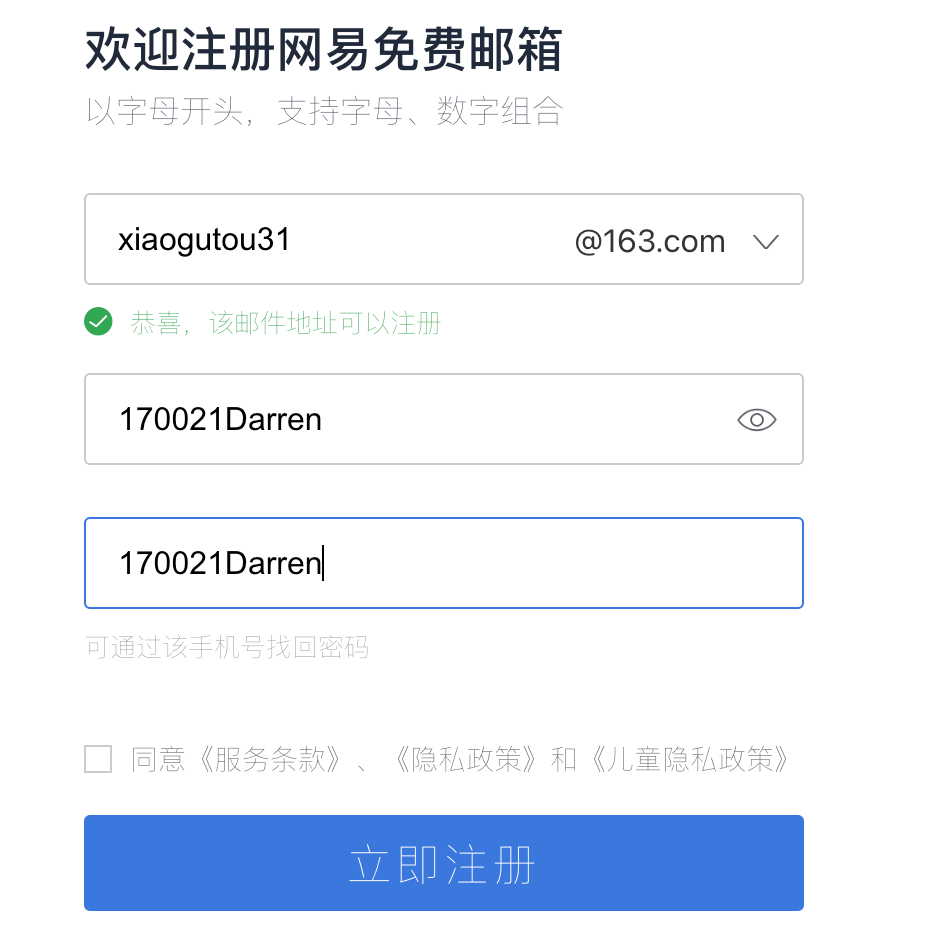 欢迎注册网易免费邮箱
以字母开头，支持字母、数字组合
xiaogutou31 @163.com
恭喜，该邮件地址可以注册
170021Darren
170021Darren
可通过该手机号找回密码
同意《服务条款》、《隐私政策》和《儿童隐私政策》
立即注册